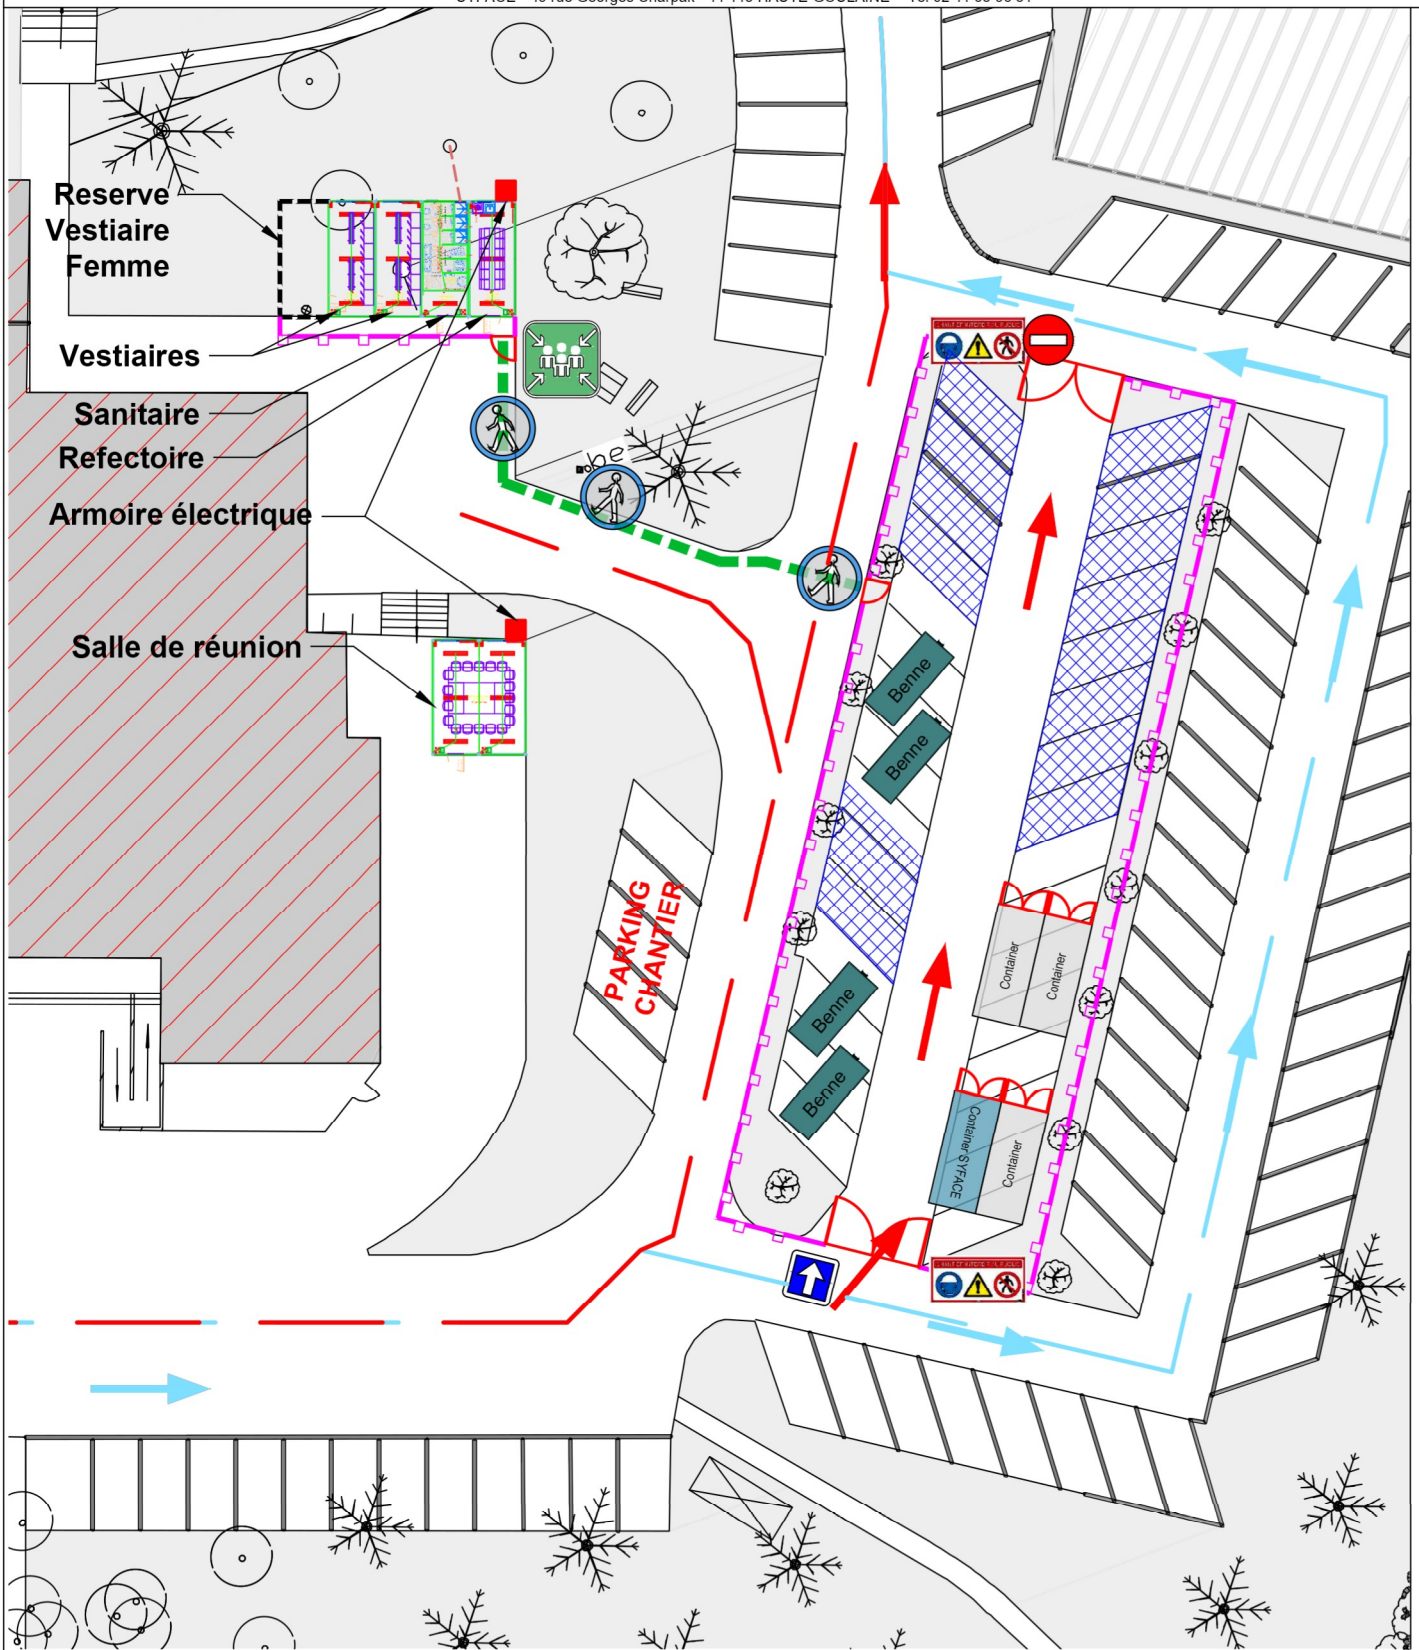 Reserve
Vestiaire
Femme
Vestiaires
Sanitaire
Refectoire
be
Armoire électrique
Salle de réunion
Benne
Benne
PARKING
CHANTIER
Container
Container
Benne
Benne
Container SYFACE
Container